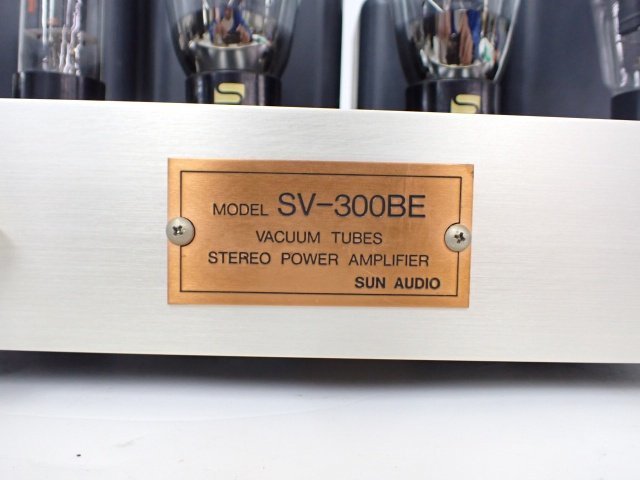 S S
MODEL SV-300BE
VACUUM TUBES
STEREO POWER AMPLIFIER
SUN AUDIO